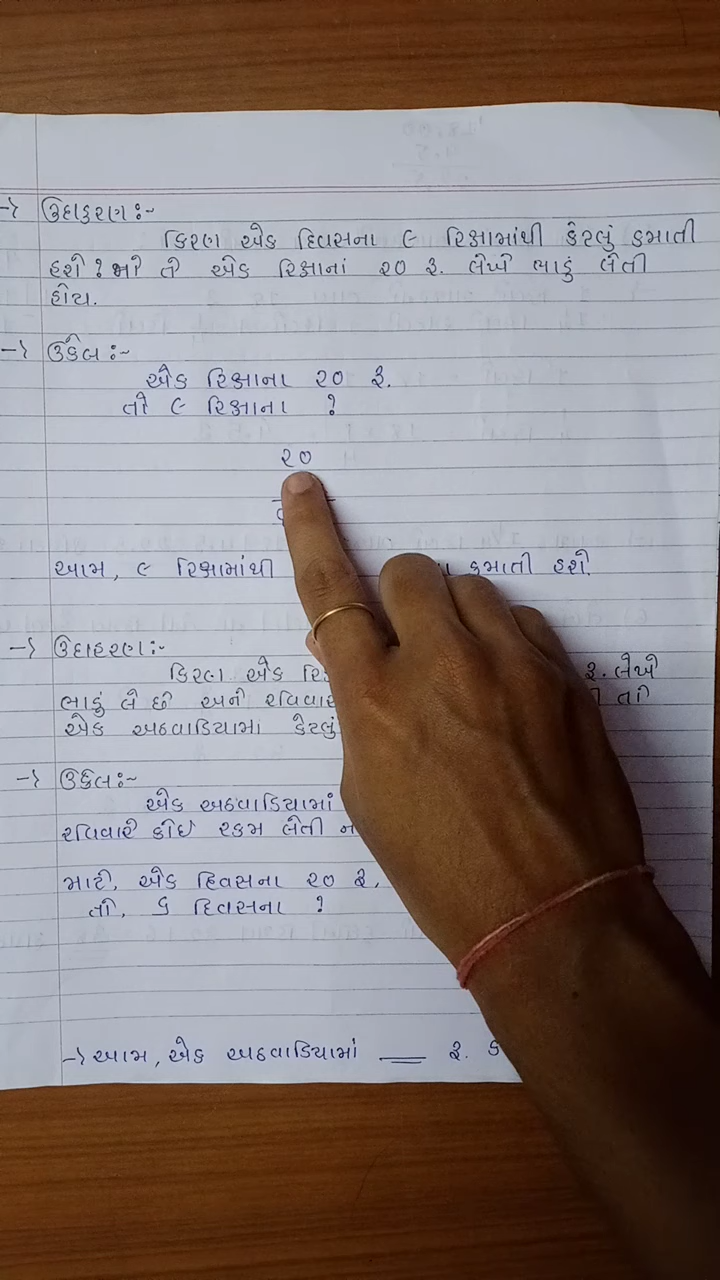 -> ઉદાહરણ :-
કિરણ એક દિવસના ૯ રિક્ષામાંથી કેટલું કમાતી
હશે ? જો તે એક રિક્ષાનાં ૨૦ રૂ. લેખે ભાડું લેતી
હોય.
-> ઉકેલ :-
એક રિક્ષાના ૨૦ રૂ.
તો ૯ રિક્ષાના ?
૨૦
આમ, ૯ રિક્ષામાંથી કમાતી હશે.
-> ઉદાહરણ :-
કિરણ એક રૂ. લેખે
ભાડું લે છે અને તો
એક અઠવાડિયામાં કેટલું
-> ઉકેલ :-
એક અઠવાડિયામાં
રવિવારે કોઈ રકમ લેતી
માટે, એક દિવસના ૨૦ રૂ.
તો, ૬ દિવસના ?
-> આમ, એક અઠવાડિયામાં ___ રૂ.